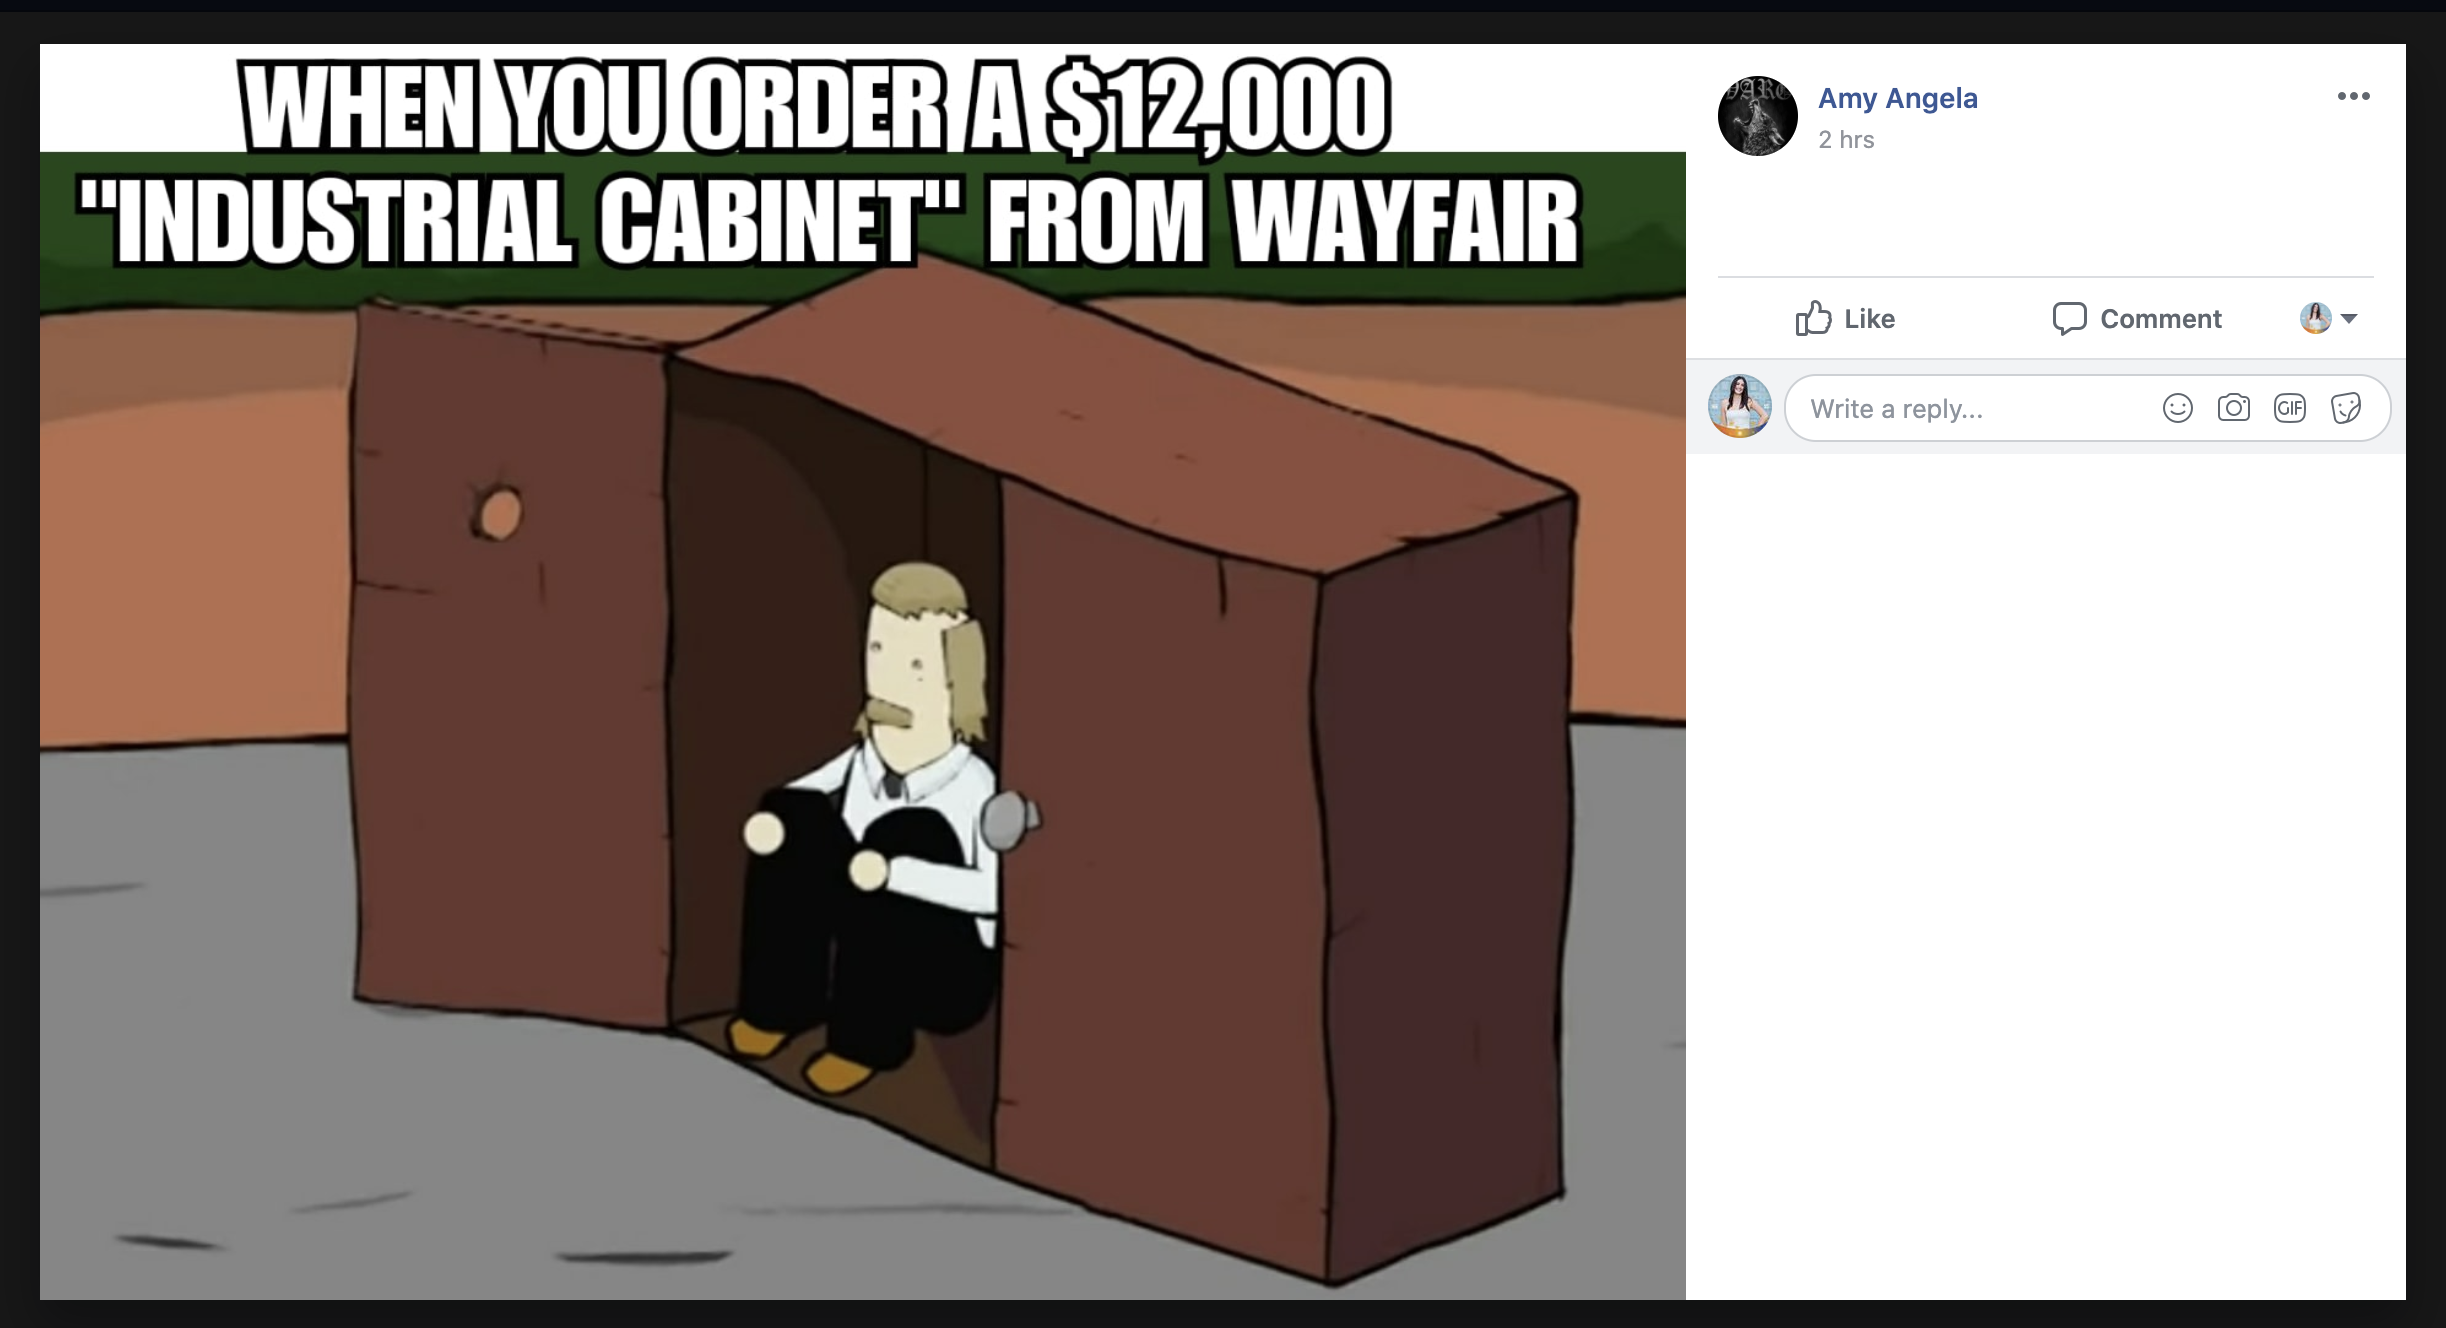 WHEN YOU ORDER A $12,000
"INDUSTRIAL CABINET" FROM WAYFAIR
Amy Angela
2 hrs
Like
Comment
Write a reply...
GIF